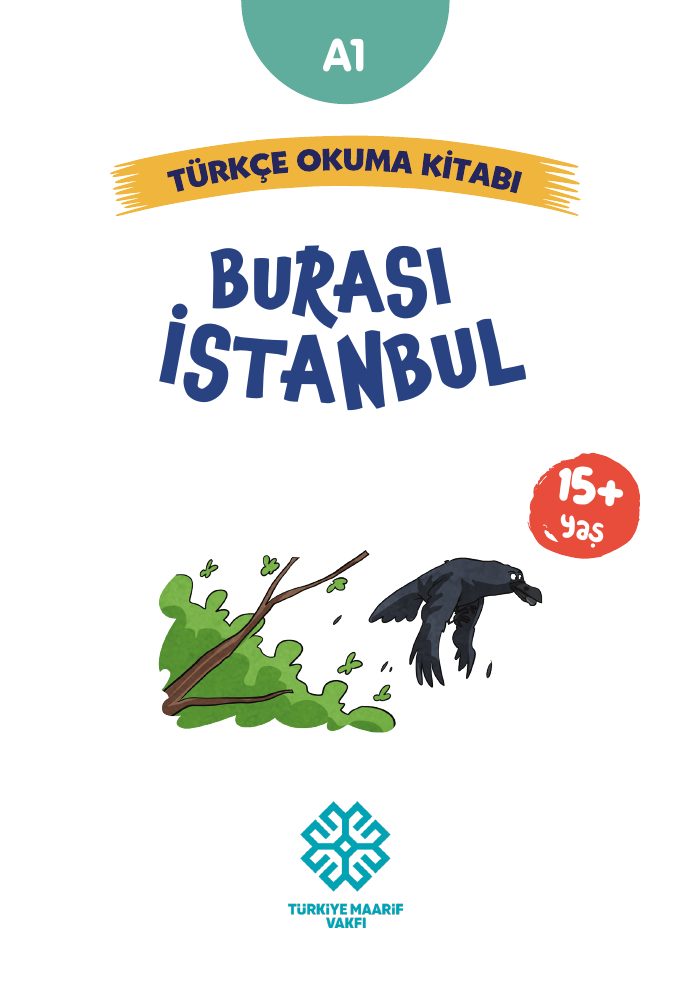 A1
TÜRKÇE OKUMA KİTABI
BURASI
İSTANBUL
15+
yaş
TÜRKİYE MAARİF
VAKFI